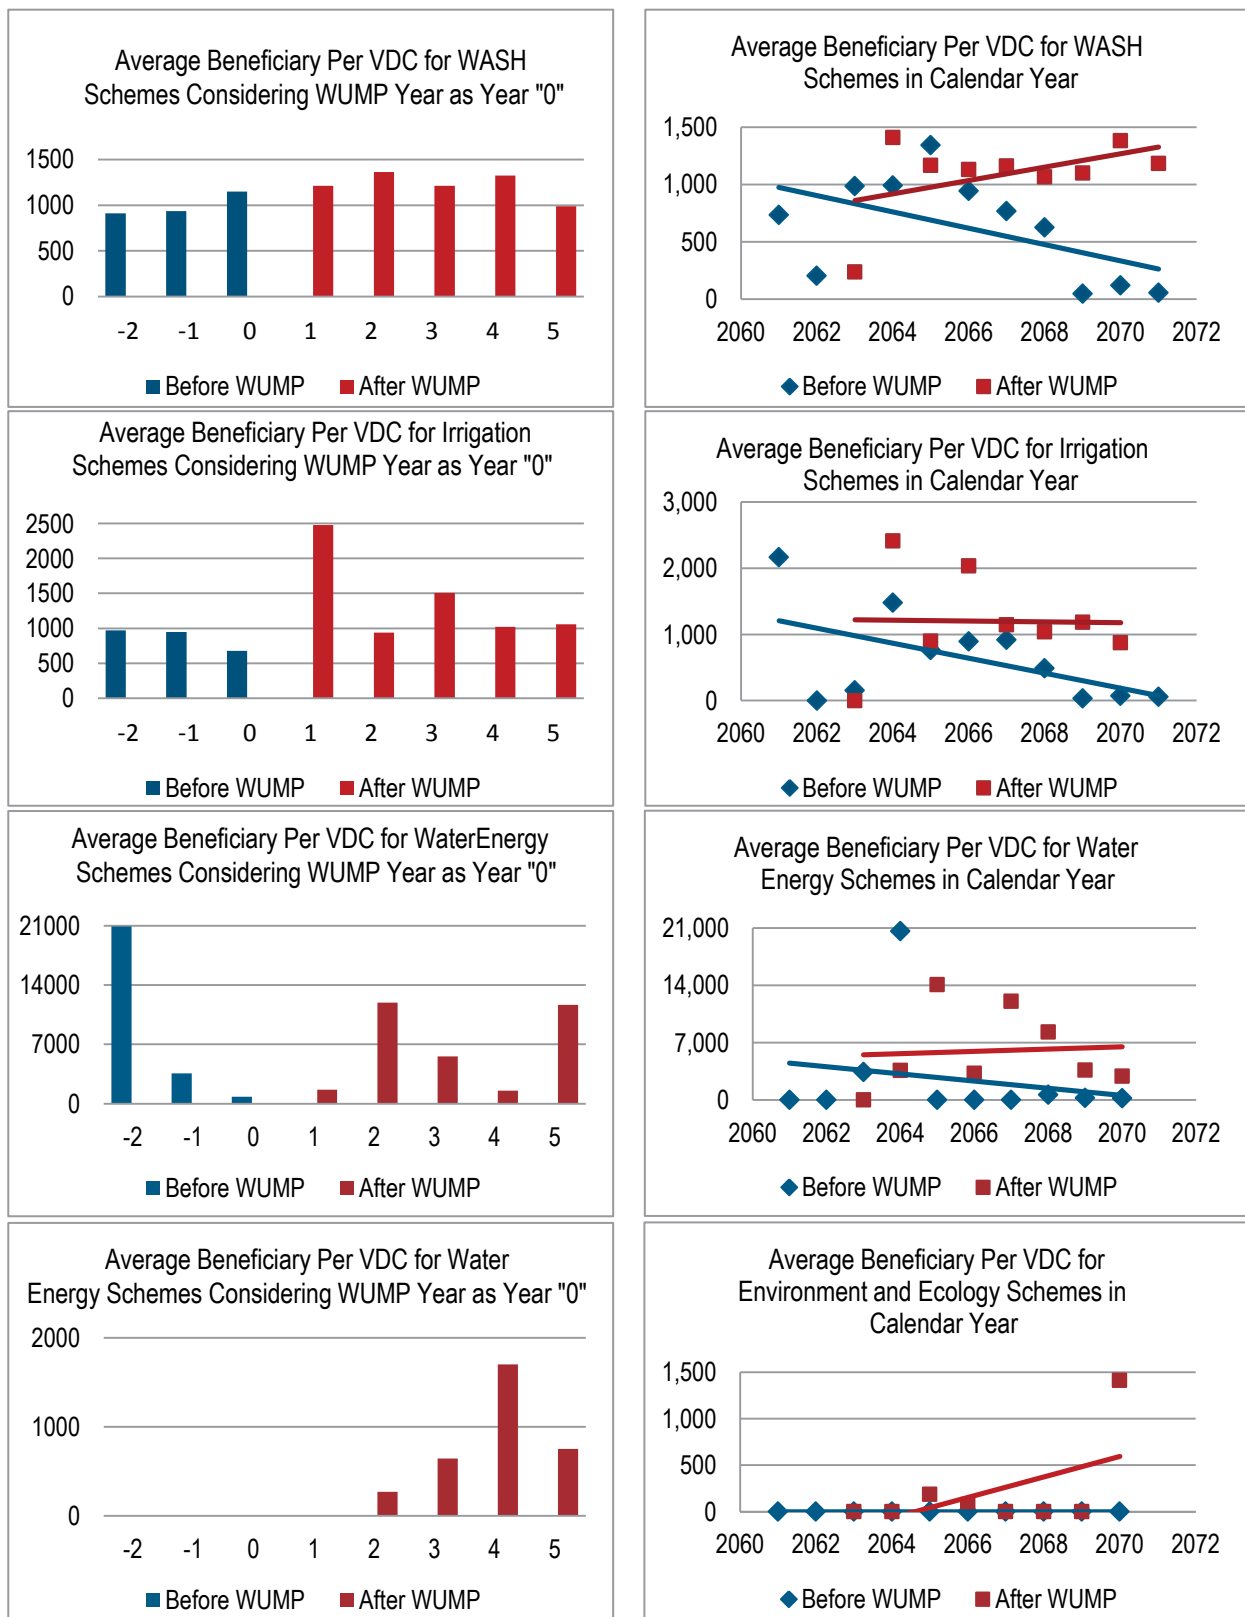 Average Beneficiary Per VDC for WASH
Schemes Considering WUMP Year as Year "0"
1500
1000
500
0
-2 -1 0 1 2 3 4 5
Before WUMP After WUMP
Average Beneficiary Per VDC for WASH
Schemes in Calendar Year
1,500
1,000
500
0
2060 2062 2064 2066 2068 2070 2072
Before WUMP After WUMP
Average Beneficiary Per VDC for Irrigation
Schemes Considering WUMP Year as Year "0"
2500
2000
1500
1000
500
0
-2 -1 0 1 2 3 4 5
Before WUMP After WUMP
Average Beneficiary Per VDC for Irrigation
Schemes in Calendar Year
3,000
2,000
1,000
0
2060 2062 2064 2066 2068 2070 2072
Before WUMP After WUMP
Average Beneficiary Per VDC for WaterEnergy
Schemes Considering WUMP Year as Year "0"
21000
14000
7000
0
-2 -1 0 1 2 3 4 5
Before WUMP After WUMP
Average Beneficiary Per VDC for Water
Energy Schemes in Calendar Year
21,000
14,000
7,000
0
2060 2062 2064 2066 2068 2070 2072
Before WUMP After WUMP
Average Beneficiary Per VDC for Water
Energy Schemes Considering WUMP Year as Year "0"
2000
1000
0
-2 -1 0 1 2 3 4 5
Before WUMP After WUMP
Average Beneficiary Per VDC for
Environment and Ecology Schemes in
Calendar Year
1,500
1,000
500
0
2060 2062 2064 2066 2068 2070 2072
Before WUMP After WUMP